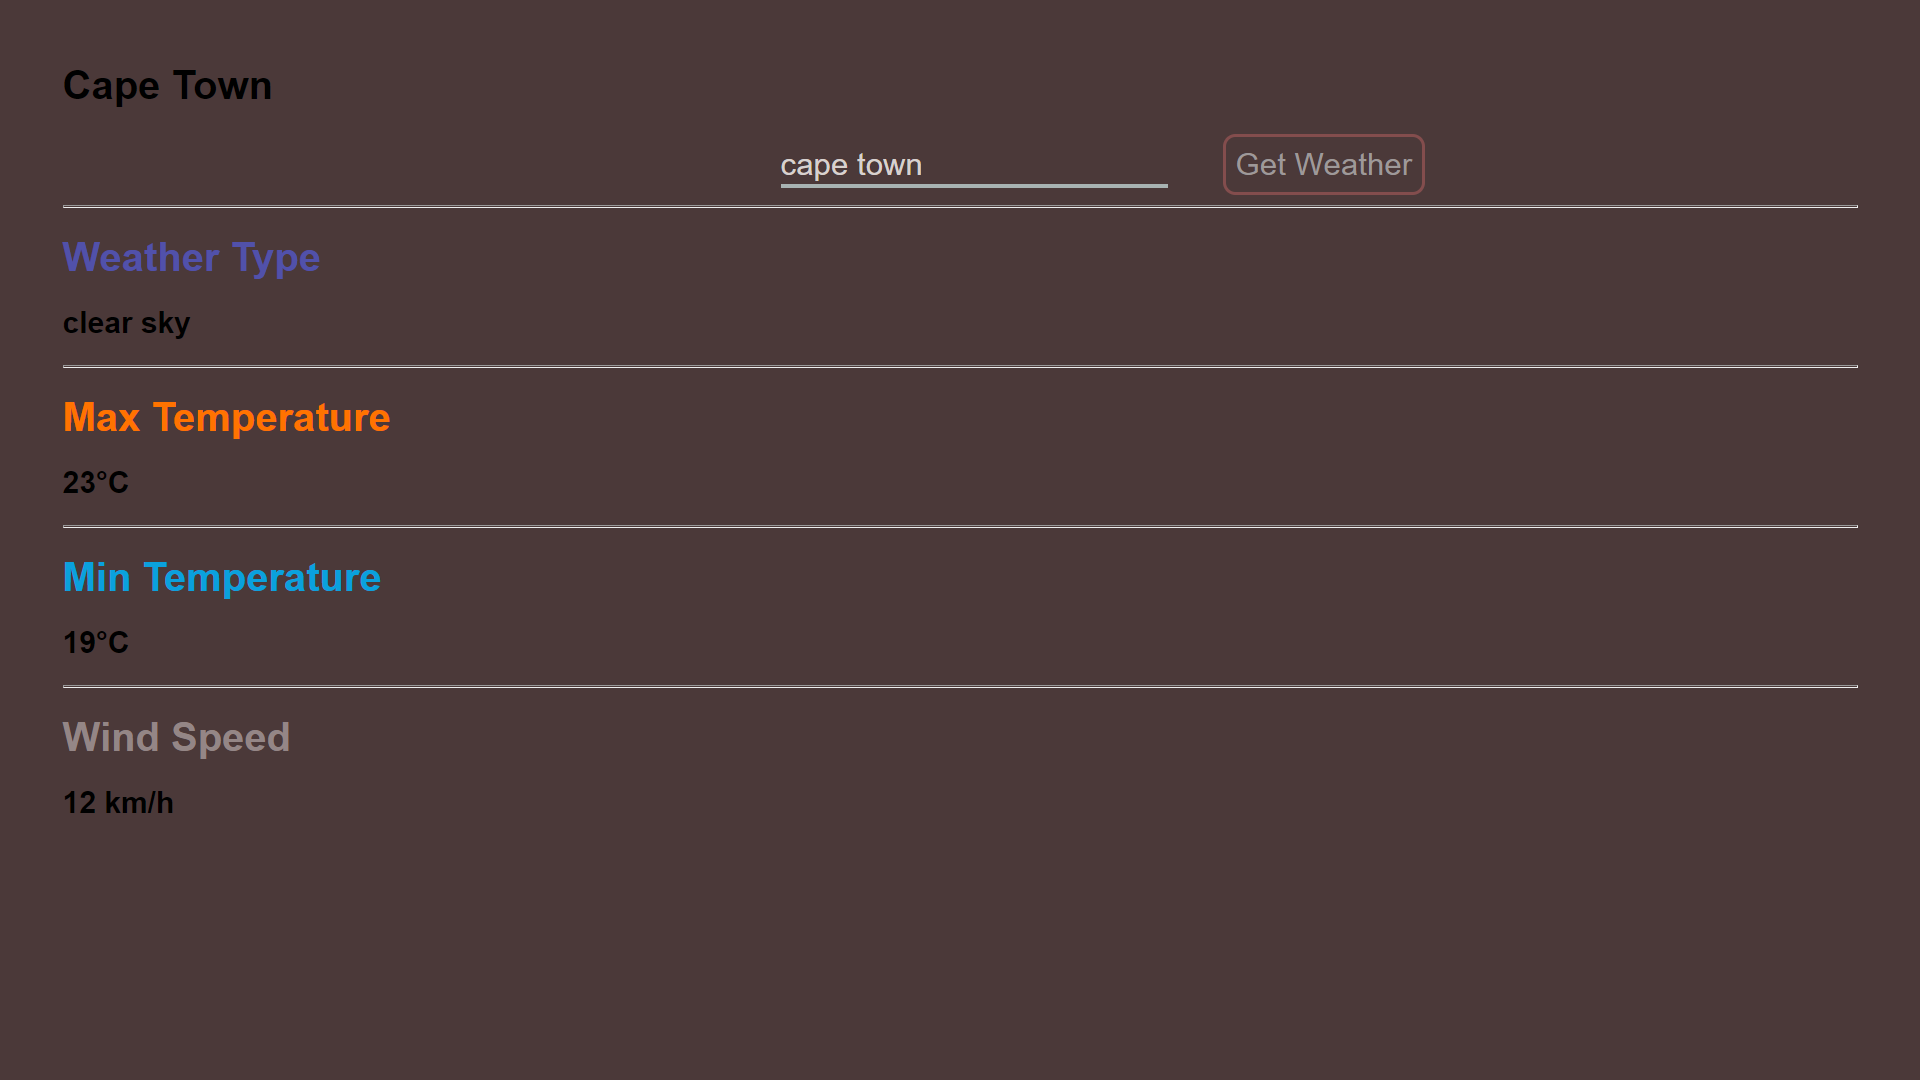 Cape Town
cape town
Get Weather
Weather Type
clear sky
Max Temperature
23°C
Min Temperature
19°C
Wind Speed
12 km/h